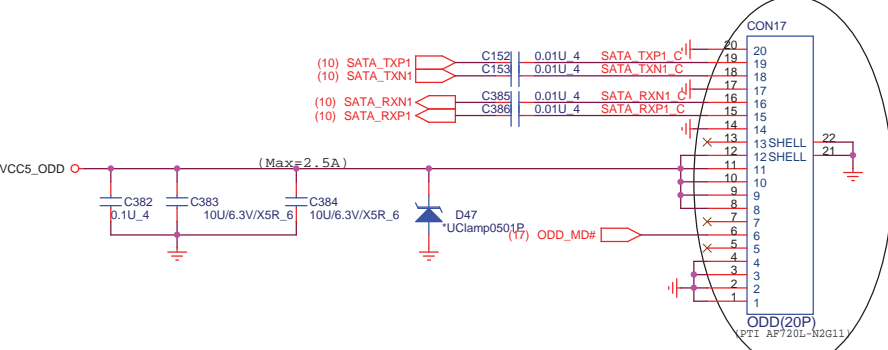 CON17
20 20
(10) SATA_TXP1 C152 0.01U_4 SATA_TXP1_C 19 19
(10) SATA_TXN1 C153 0.01U_4 SATA_TXN1_C 18 18
17 17
(10) SATA_RXN1 C385 0.01U_4 SATA_RXN1_C 16 16
(10) SATA_RXP1 C386 0.01U_4 SATA_RXP1_C 15 15
14 14
13 13 SHELL 22
12 12 SHELL 21
VCC5_ODD (Max=2.5A) 11 11
10 10
9 9
8 8
C382 C383 C384
0.1U_4 10U/6.3V/X5R_6 10U/6.3V/X5R_6
D47
*UClamp0501P
7 7
(17) ODD_MD# 6 6
5 5
4 4
3 3
2 2
1 1
ODD(20P)
(PTI AF720L-N2G11)